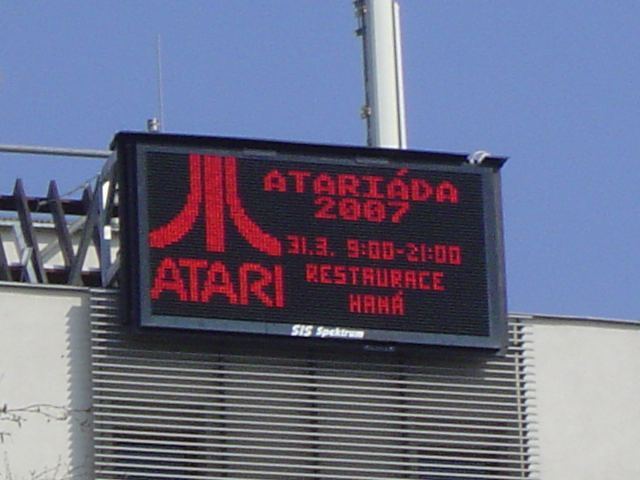 ATARIÁDA
2007
31.3. 9:00-21:00
RESTAURACE
HANÁ
ATARI
SIS Spektrum